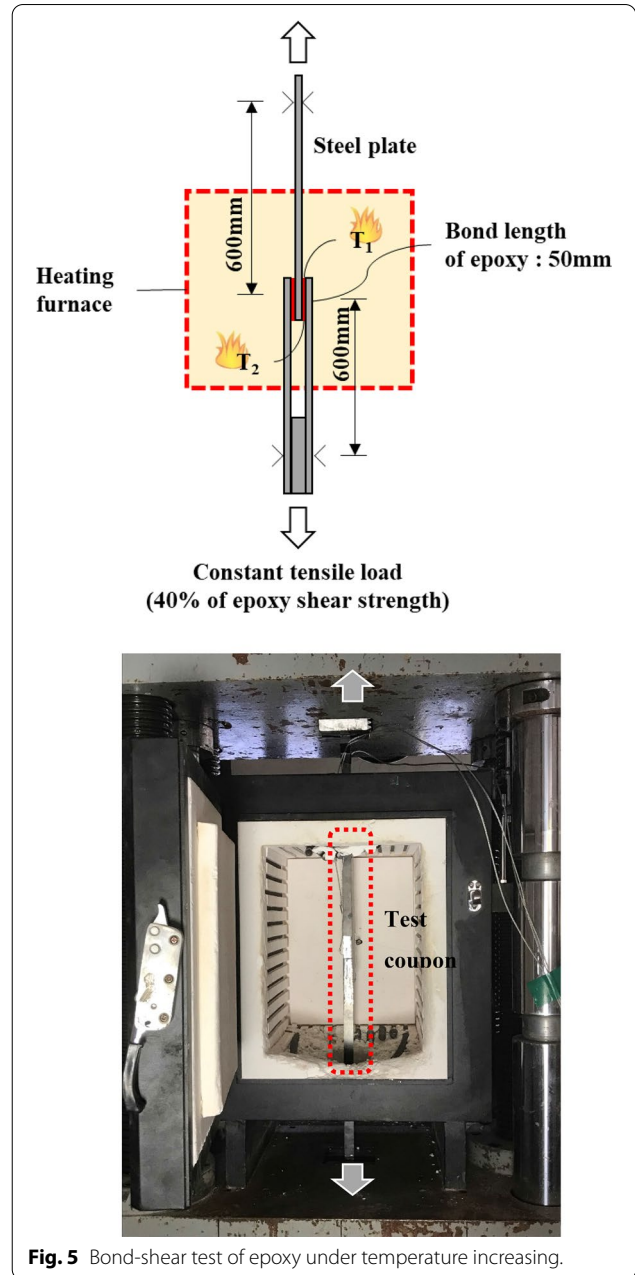 Steel plate
600mm
T1
Bond length
of epoxy : 50mm
Heating
furnace
T2
600mm
Constant tensile load
(40% of epoxy shear strength)
Test
coupon
Fig. 5 Bond-shear test of epoxy under temperature increasing.